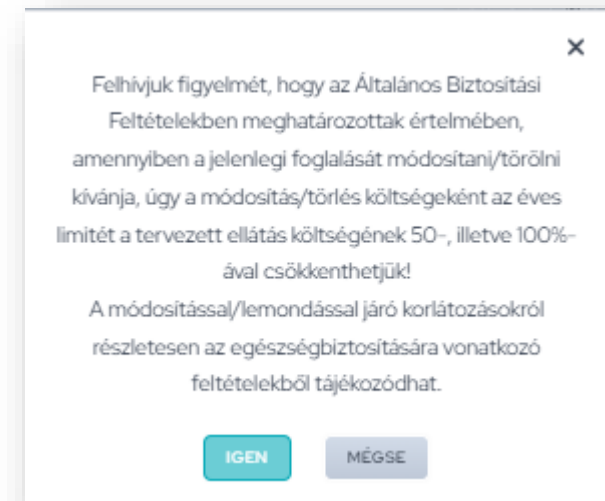 Felhívjuk figyelmét, hogy az Általános Biztosítási
Feltételekben meghatározottak értelmében,
amennyiben a jelenlegi foglalását módosítani/törölni
kívánja, úgy a módosítás/törlés költségeként az éves
limitét a tervezett ellátás költségének 50-, illetve 100%-
ával csökkenthetjük!
A módosítással/lemondással járó korlátozásokról
részletesen az egészségbiztosítására vonatkozó
feltételekből tájékozódhat.
IGEN MÉGSE